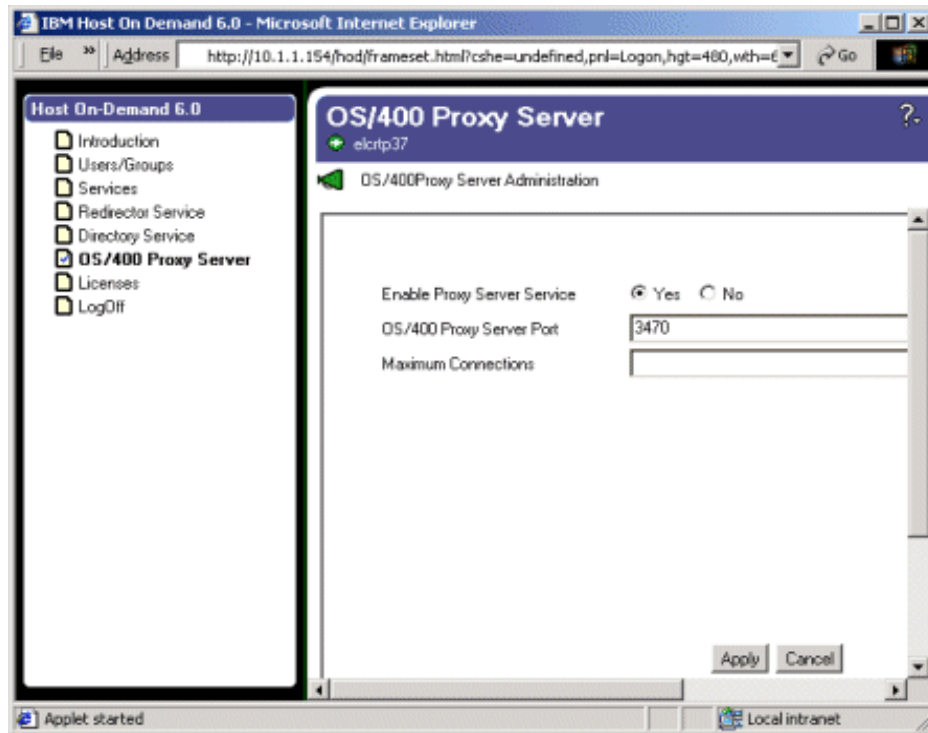 IBM Host On Demand 6.0 - Microsoft Internet Explorer
File » Address http://10.1.1.154/hod/frameset.html?cshe=undefined,pnl=Logon,hgt=480,wth=6 Go
Host On-Demand 6.0
Introduction
Users/Groups
Services
Redirector Service
Directory Service
OS/400 Proxy Server
Licenses
LogOff
OS/400 Proxy Server ?
elcrtp37
OS/400Proxy Server Administration
Enable Proxy Server Service Yes No
OS/400 Proxy Server Port 3470
Maximum Connections
Apply Cancel
Applet started Local intranet